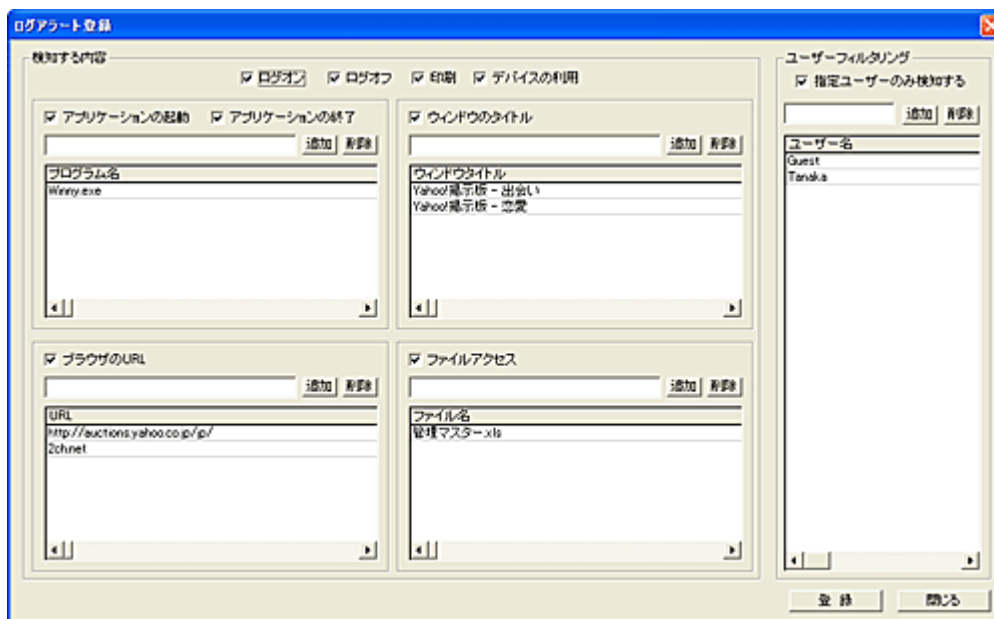 ログアラート登録
検知する内容
ログオン ログオフ 印刷 デバイスの利用
アプリケーションの起動 アプリケーションの終了
追加 削除
プログラム名
Winny.exe
ウィンドウのタイトル
追加 削除
ウィンドウタイトル
Yahoo!掲示板 - 出会い
Yahoo!掲示板 - 恋愛
ブラウザのURL
追加 削除
URL
http://auctions.yahoo.co.jp/jp/
2ch.net
ファイルアクセス
追加 削除
ファイル名
管理マスター.xls
ユーザーフィルタリング
指定ユーザーのみ検知する
追加 削除
ユーザー名
Guest
Tanaka
登録 閉じる